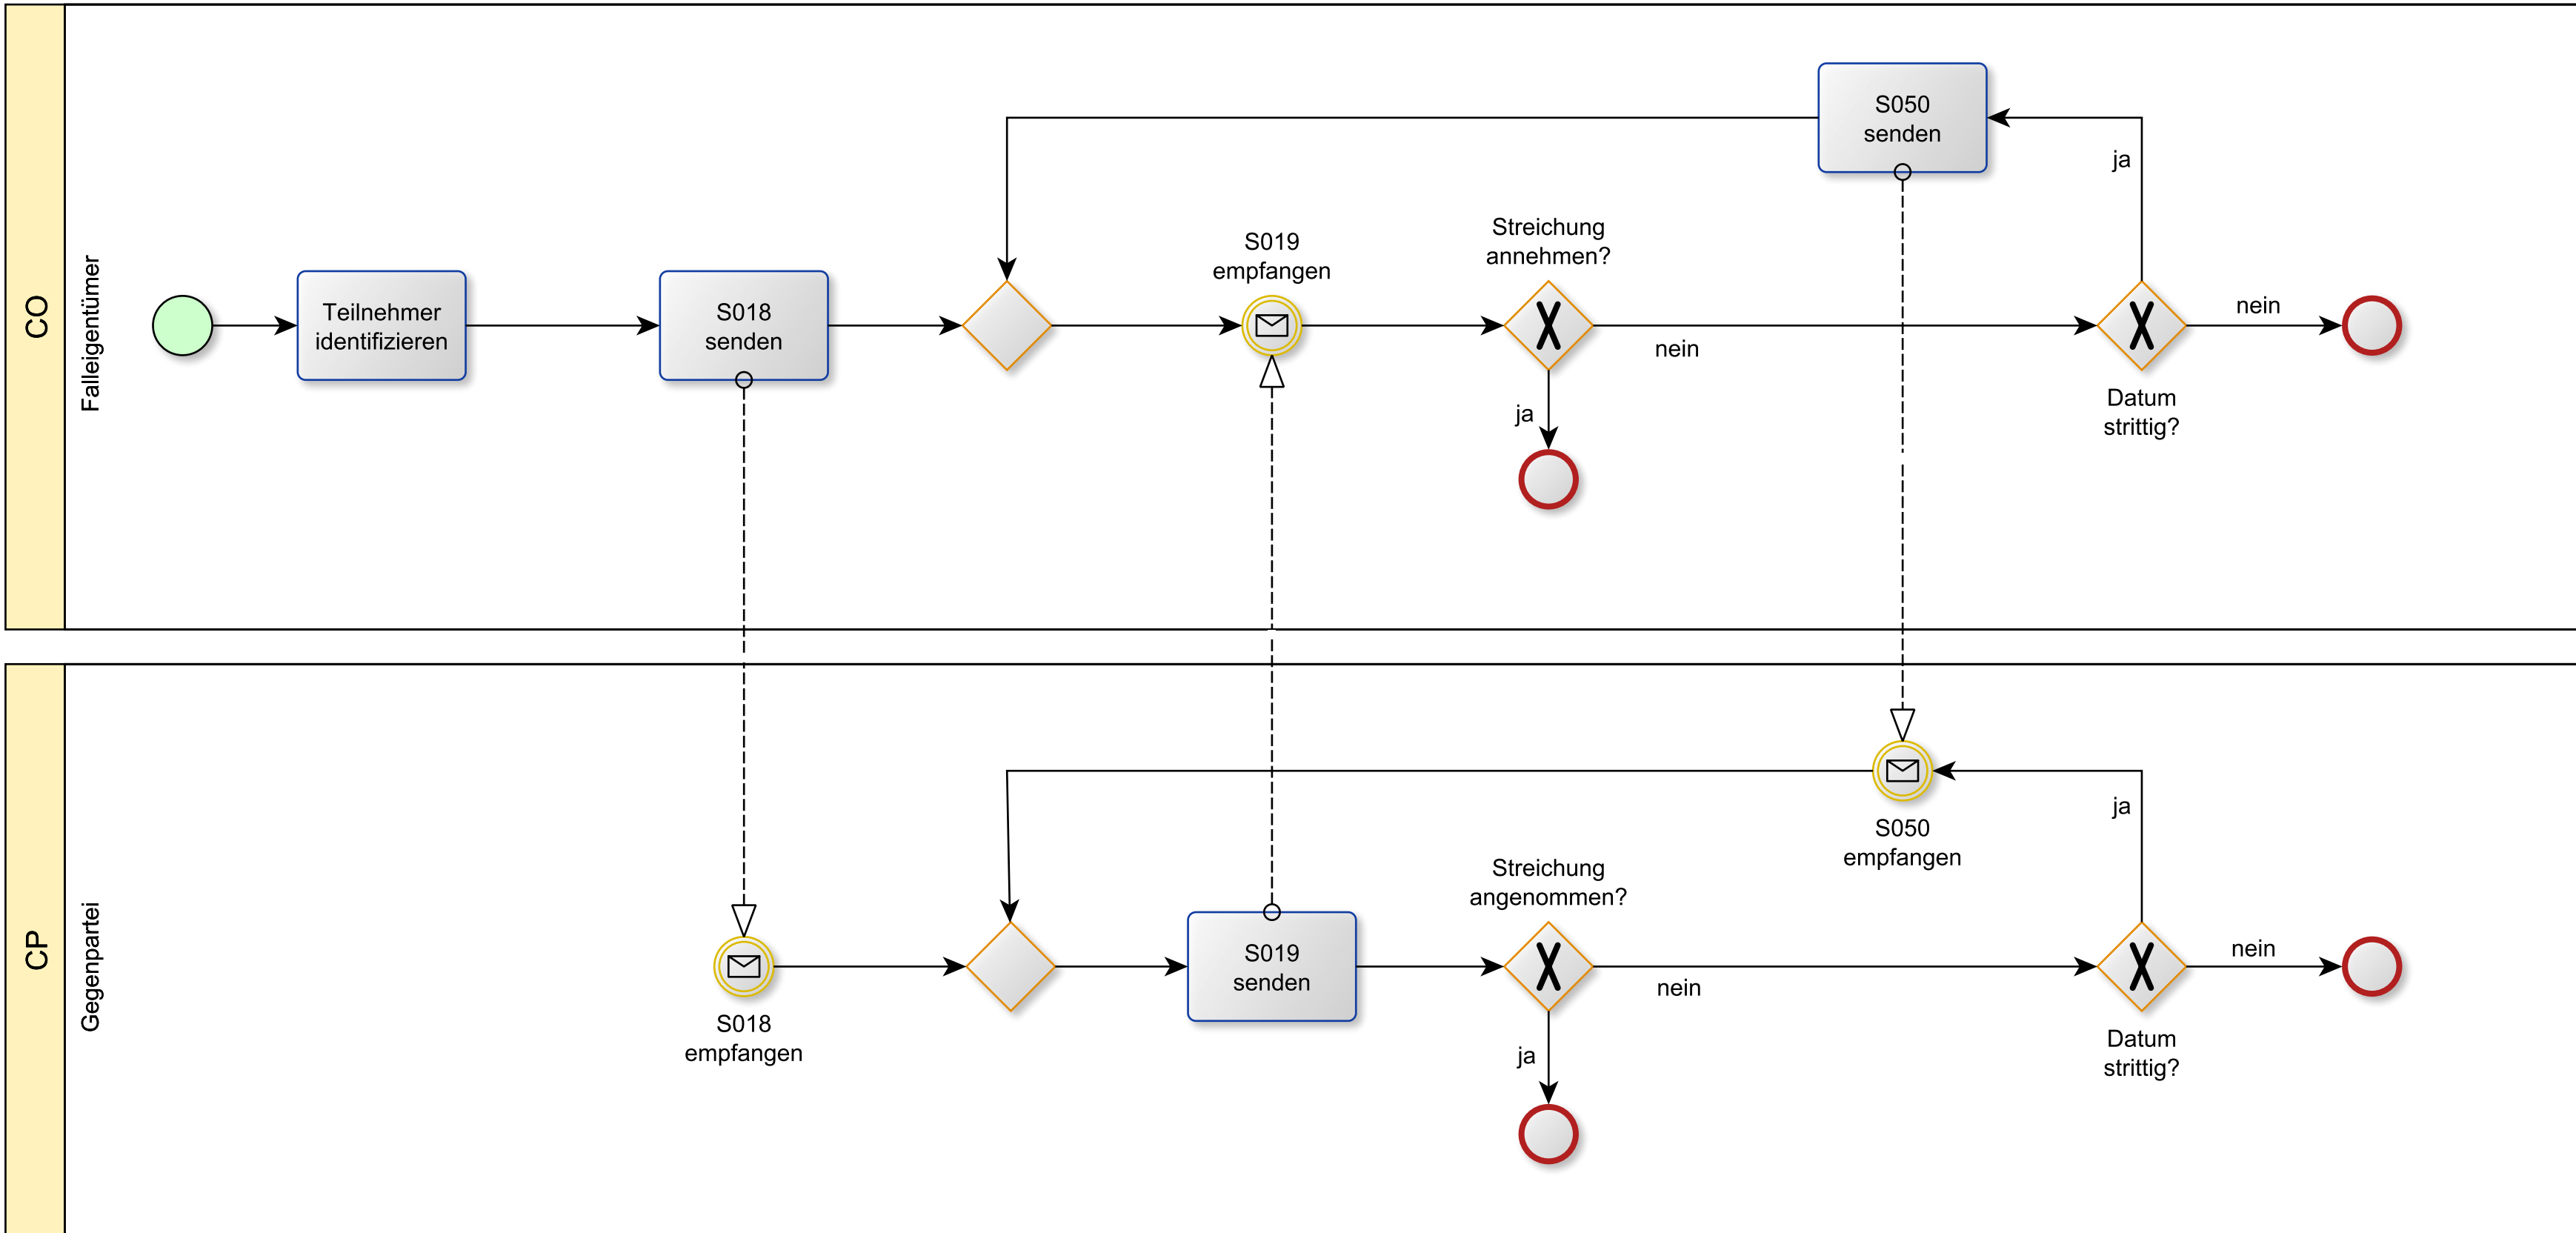 CO
Falleigentümer
S050
senden
ja
Streichung
annehmen?
S019
empfangen
Teilnehmer
identifizieren
S018
senden
nein
nein
ja
Datum
strittig?
CP
Gegenpartei
ja
S050
empfangen
Streichung
angenommen?
S019
senden
nein
nein
S018
empfangen
ja
Datum
strittig?